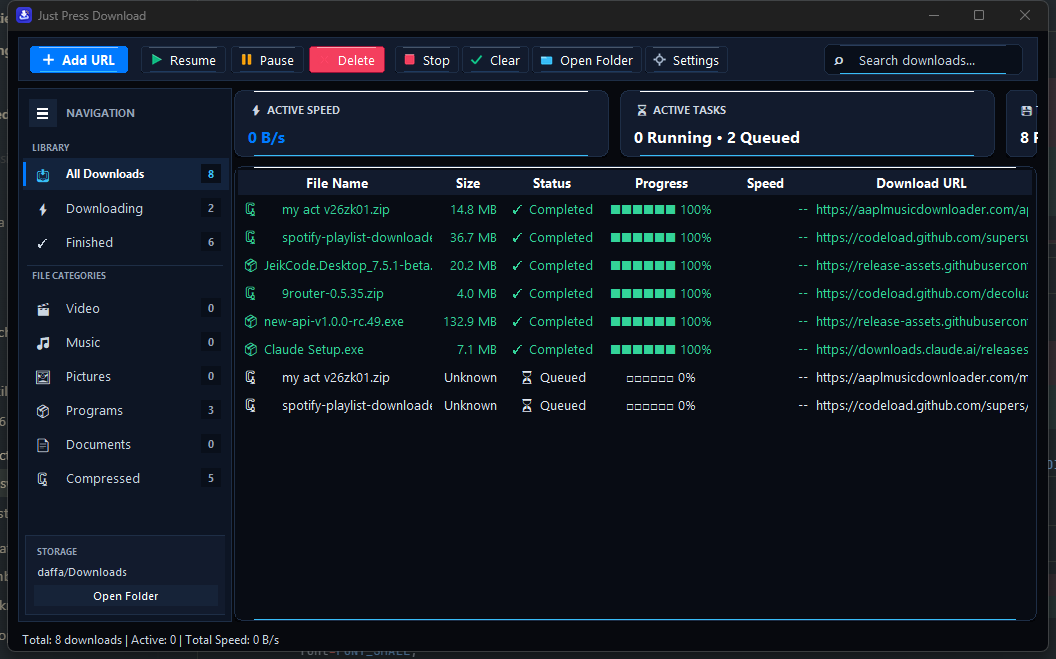 Just Press Download
+ Add URL Resume Pause Delete Stop Clear Open Folder Settings Search downloads...
NAVIGATION
LIBRARY
All Downloads 8
Downloading 2
Finished 6
FILE CATEGORIES
Video 0
Music 0
Pictures 0
Programs 3
Documents 0
Compressed 5
STORAGE
daffa/Downloads
Open Folder
ACTIVE SPEED
0 B/s
ACTIVE TASKS
0 Running • 2 Queued
8 F
File Name Size Status Progress Speed Download URL
my act v26zk01.zip 14.8 MB ✓ Completed ■■■■■■ 100% -- https://aaplmusicdownloader.com/a
spotify-playlist-downloade 36.7 MB ✓ Completed ■■■■■■ 100% -- https://codeload.github.com/supersu
JeikCode.Desktop_7.5.1-beta. 20.2 MB ✓ Completed ■■■■■■ 100% -- https://release-assets.githubusercon
9router-0.5.35.zip 4.0 MB ✓ Completed ■■■■■■ 100% -- https://codeload.github.com/decolua
new-api-v1.0.0-rc.49.exe 132.9 MB ✓ Completed ■■■■■■ 100% -- https://release-assets.githubusercon
Claude Setup.exe 7.1 MB ✓ Completed ■■■■■■ 100% -- https://downloads.claude.ai/releases
my act v26zk01.zip Unknown Queued □□□□□□ 0% -- https://aaplmusicdownloader.com/m
spotify-playlist-downloade Unknown Queued □□□□□□ 0% -- https://codeload.github.com/supers/
Total: 8 downloads | Active: 0 | Total Speed: 0 B/s